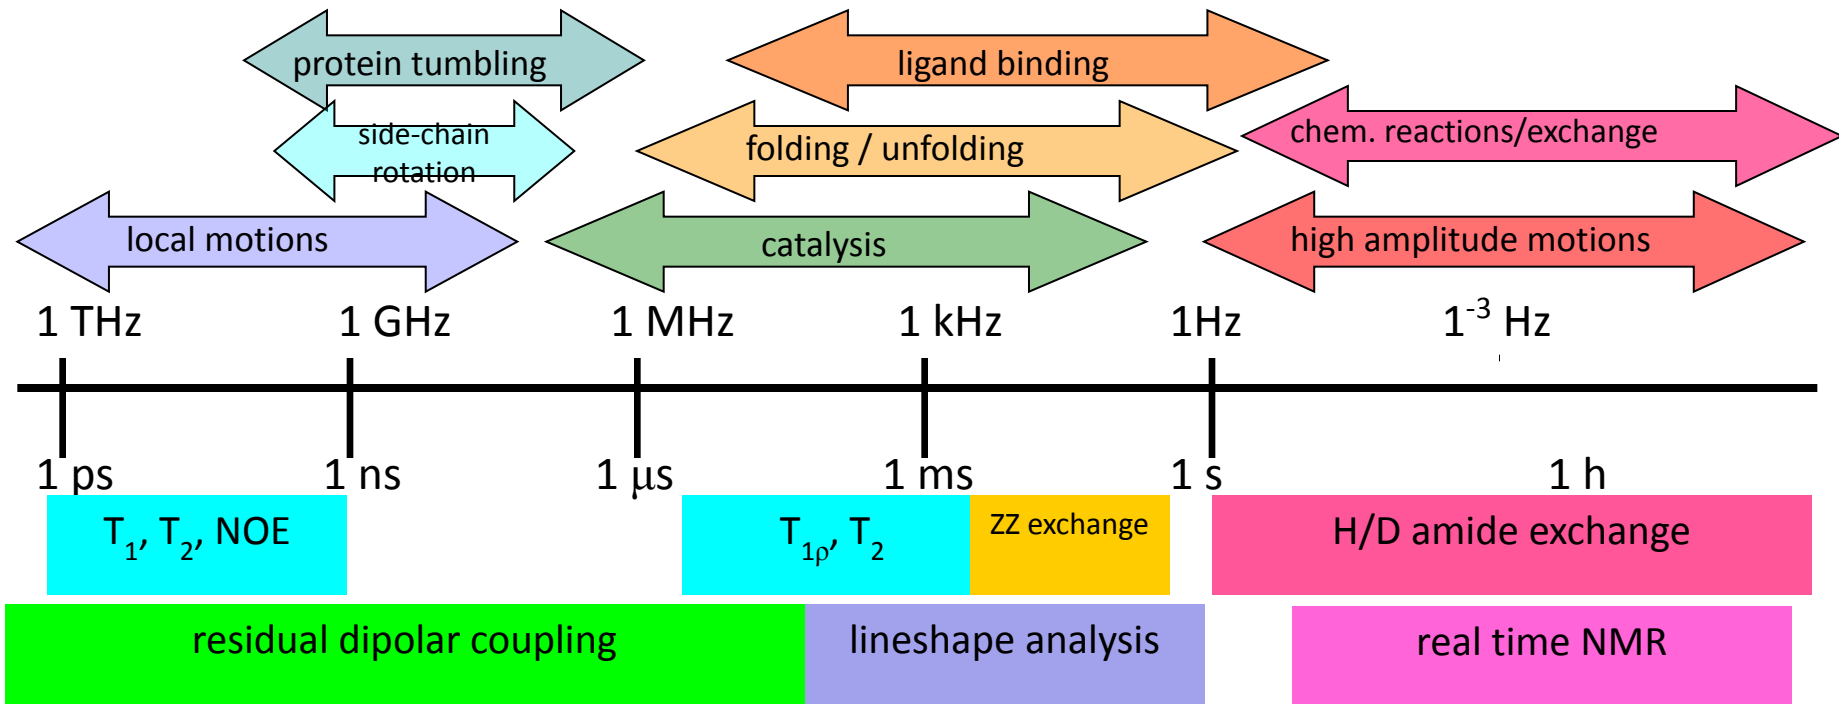 protein tumbling
ligand binding
side-chain
rotation
folding / unfolding
chem. reactions/exchange
local motions
catalysis
high amplitude motions
1 THz 1 GHz 1 MHz 1 kHz 1Hz 1⁻³ Hz
1 ps 1 ns 1 μs 1 ms 1 s 1 h
T₁, T₂, NOE
T₁ᵨ, T₂
ZZ exchange
H/D amide exchange
residual dipolar coupling
lineshape analysis
real time NMR